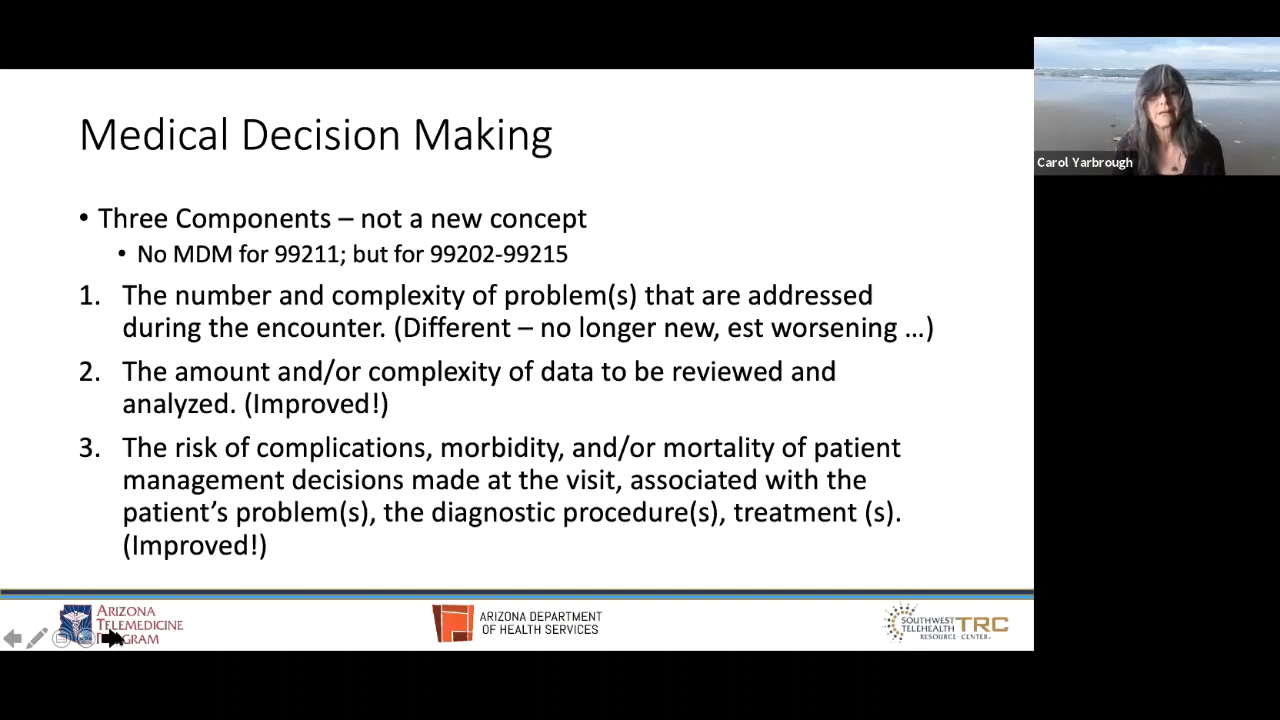 Medical Decision Making
• Three Components – not a new concept
• No MDM for 99211; but for 99202-99215
1. The number and complexity of problem(s) that are addressed
during the encounter. (Different – no longer new, est worsening …)
2. The amount and/or complexity of data to be reviewed and
analyzed. (Improved!)
3. The risk of complications, morbidity, and/or mortality of patient
management decisions made at the visit, associated with the
patient’s problem(s), the diagnostic procedure(s), treatment (s).
(Improved!)
Carol Yarbrough
ARIZONA
TELEMEDICINE
PROGRAM
ARIZONA DEPARTMENT
OF HEALTH SERVICES
SOUTHWEST
TELEHEALTH
RESOURCE CENTER
TRC